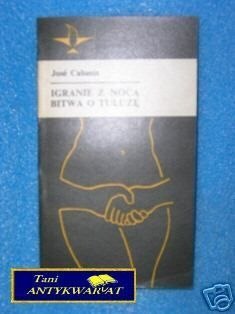 José Cabanis
IGRANIE Z NOCĄ
BITWA O TULUZĘ
Tani
ANTYKWARIAT